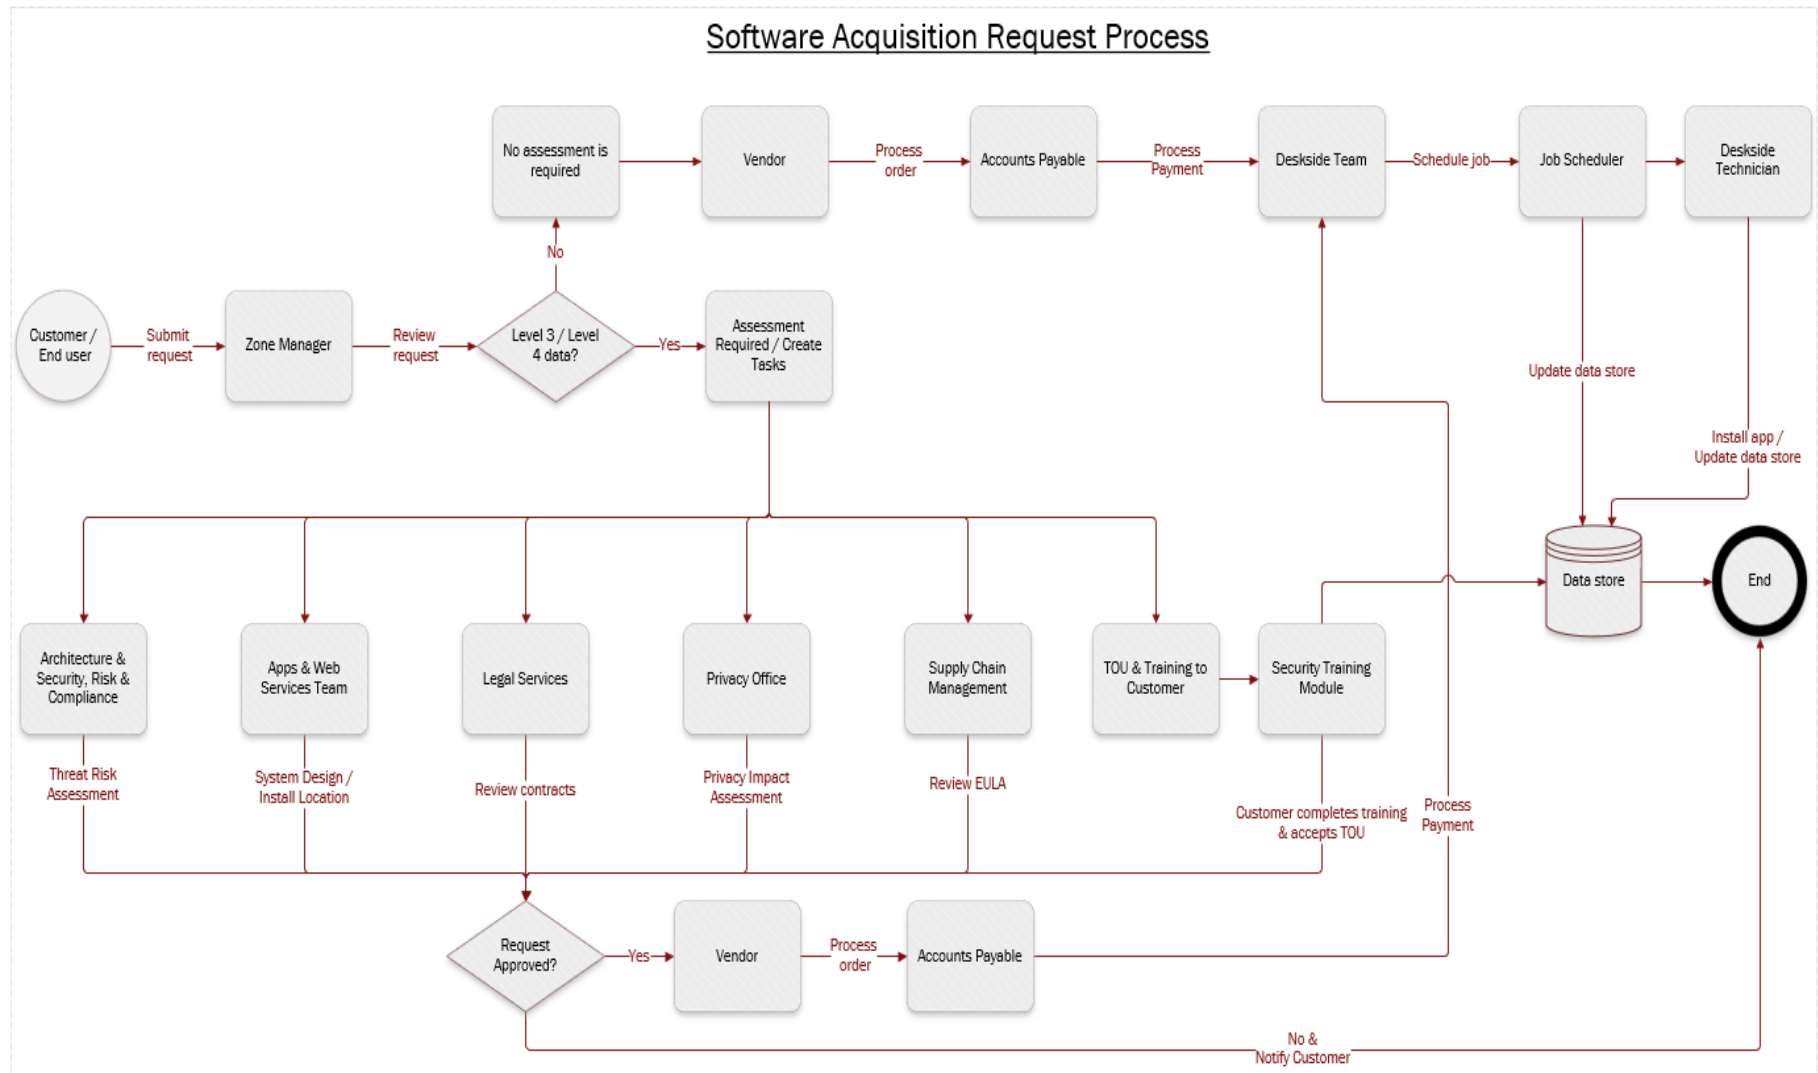 Software Acquisition Request Process
No assessment is
required
Vendor
Process
order
Accounts Payable
Process
Payment
Deskside Team
Schedule job
Job Scheduler
Deskside
Technician
No
Customer /
End user
Submit
request
Zone Manager
Review
request
Level 3 / Level
4 data?
Yes
Assessment
Required / Create
Tasks
Update data store
Install app /
Update data store
Data store
End
Architecture &
Security, Risk &
Compliance
Apps & Web
Services Team
Legal Services
Privacy Office
Supply Chain
Management
TOU & Training to
Customer
Security Training
Module
Threat Risk
Assessment
System Design /
Install Location
Review contracts
Privacy Impact
Assessment
Review EULA
Customer completes training
& accepts TOU
Process
Payment
Request
Approved?
Yes
Vendor
Process
order
Accounts Payable
No &
Notify Customer